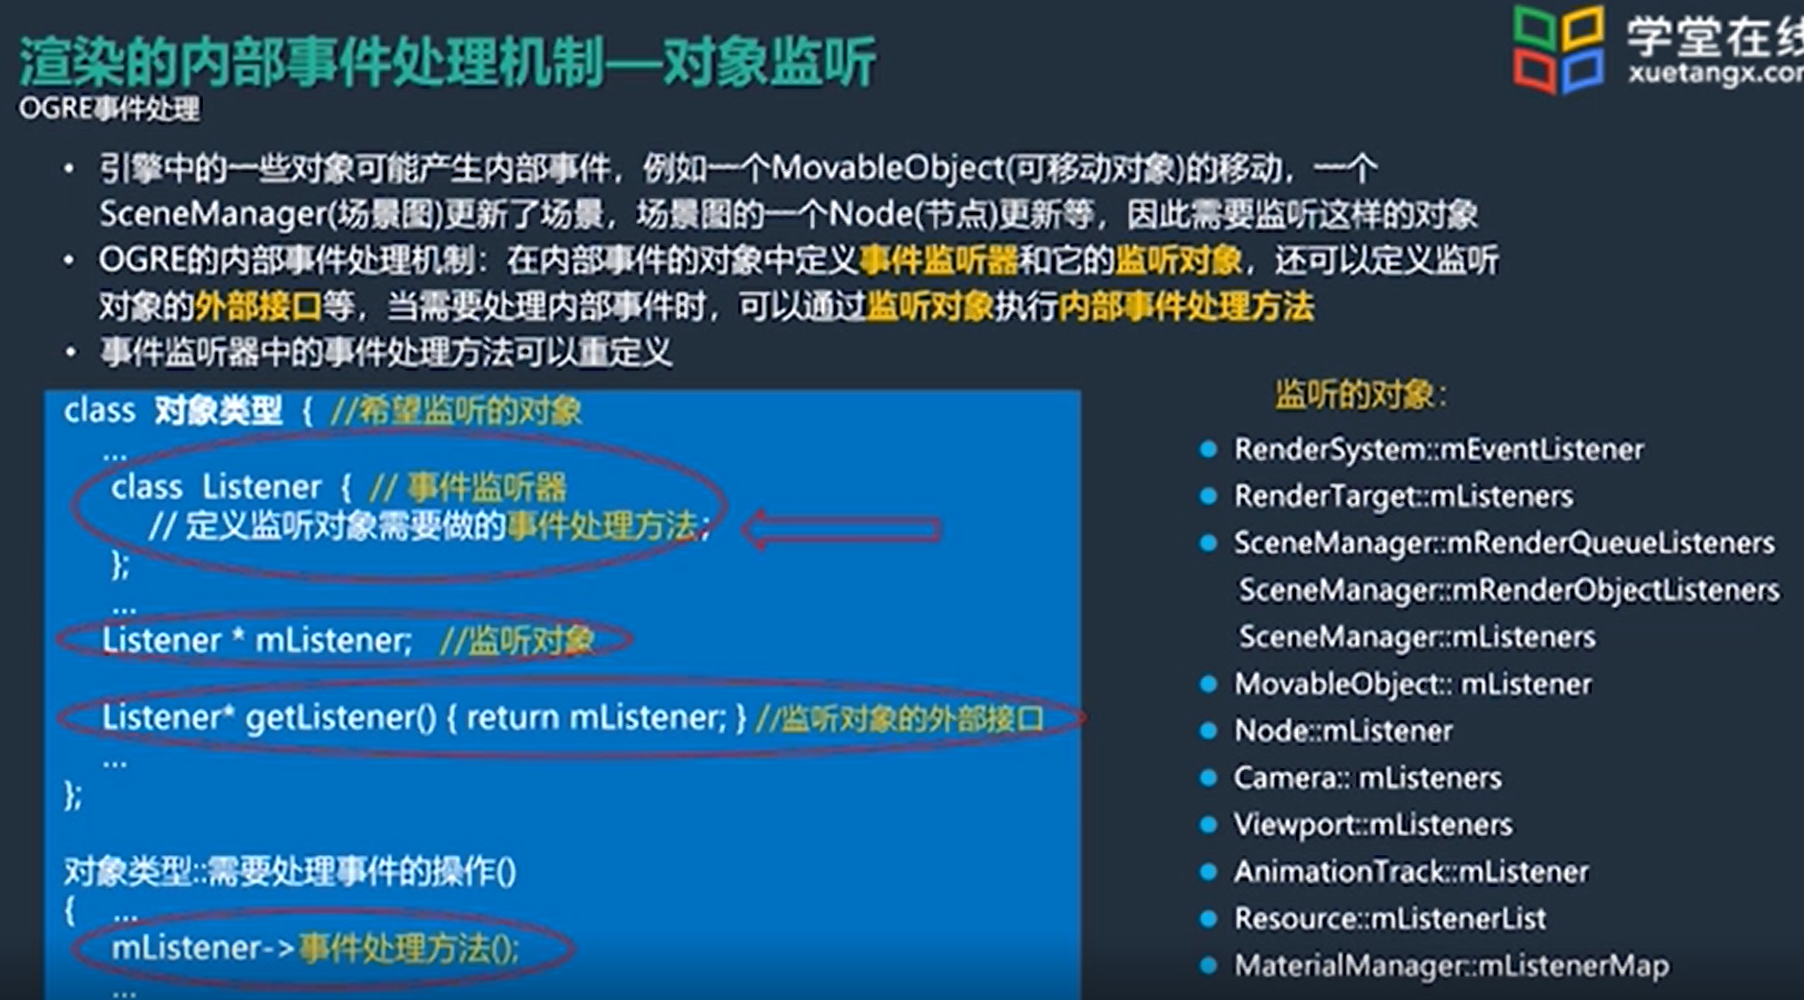 渲染的内部事件处理机制—对象监听
学堂在线
xuetangx.com
OGRE事件处理
• 引擎中的一些对象可能产生内部事件，例如一个MovableObject(可移动对象)的移动，一个
SceneManager(场景图)更新了场景，场景图的一个Node(节点)更新等，因此需要监听这样的对象
• OGRE的内部事件处理机制：在内部事件的对象中定义事件监听器和它的监听对象，还可以定义监听
对象的外部接口等，当需要处理内部事件时，可以通过监听对象执行内部事件处理方法
• 事件监听器中的事件处理方法可以重定义
class 对象类型 { //希望监听的对象
...
class Listener { // 事件监听器
// 定义监听对象需要做的事件处理方法;
};
...
Listener * mListener; //监听对象
Listener* getListener() { return mListener; } //监听对象的外部接口
...
};
对象类型::需要处理事件的操作()
{ ...
mListener->事件处理方法();
...
监听的对象：
RenderSystem::mEventListener
RenderTarget::mListeners
SceneManager::mRenderQueueListeners
SceneManager::mRenderObjectListeners
SceneManager::mListeners
MovableObject:: mListener
Node::mListener
Camera:: mListeners
Viewport::mListeners
AnimationTrack::mListener
Resource::mListenerList
MaterialManager::mListenerMap